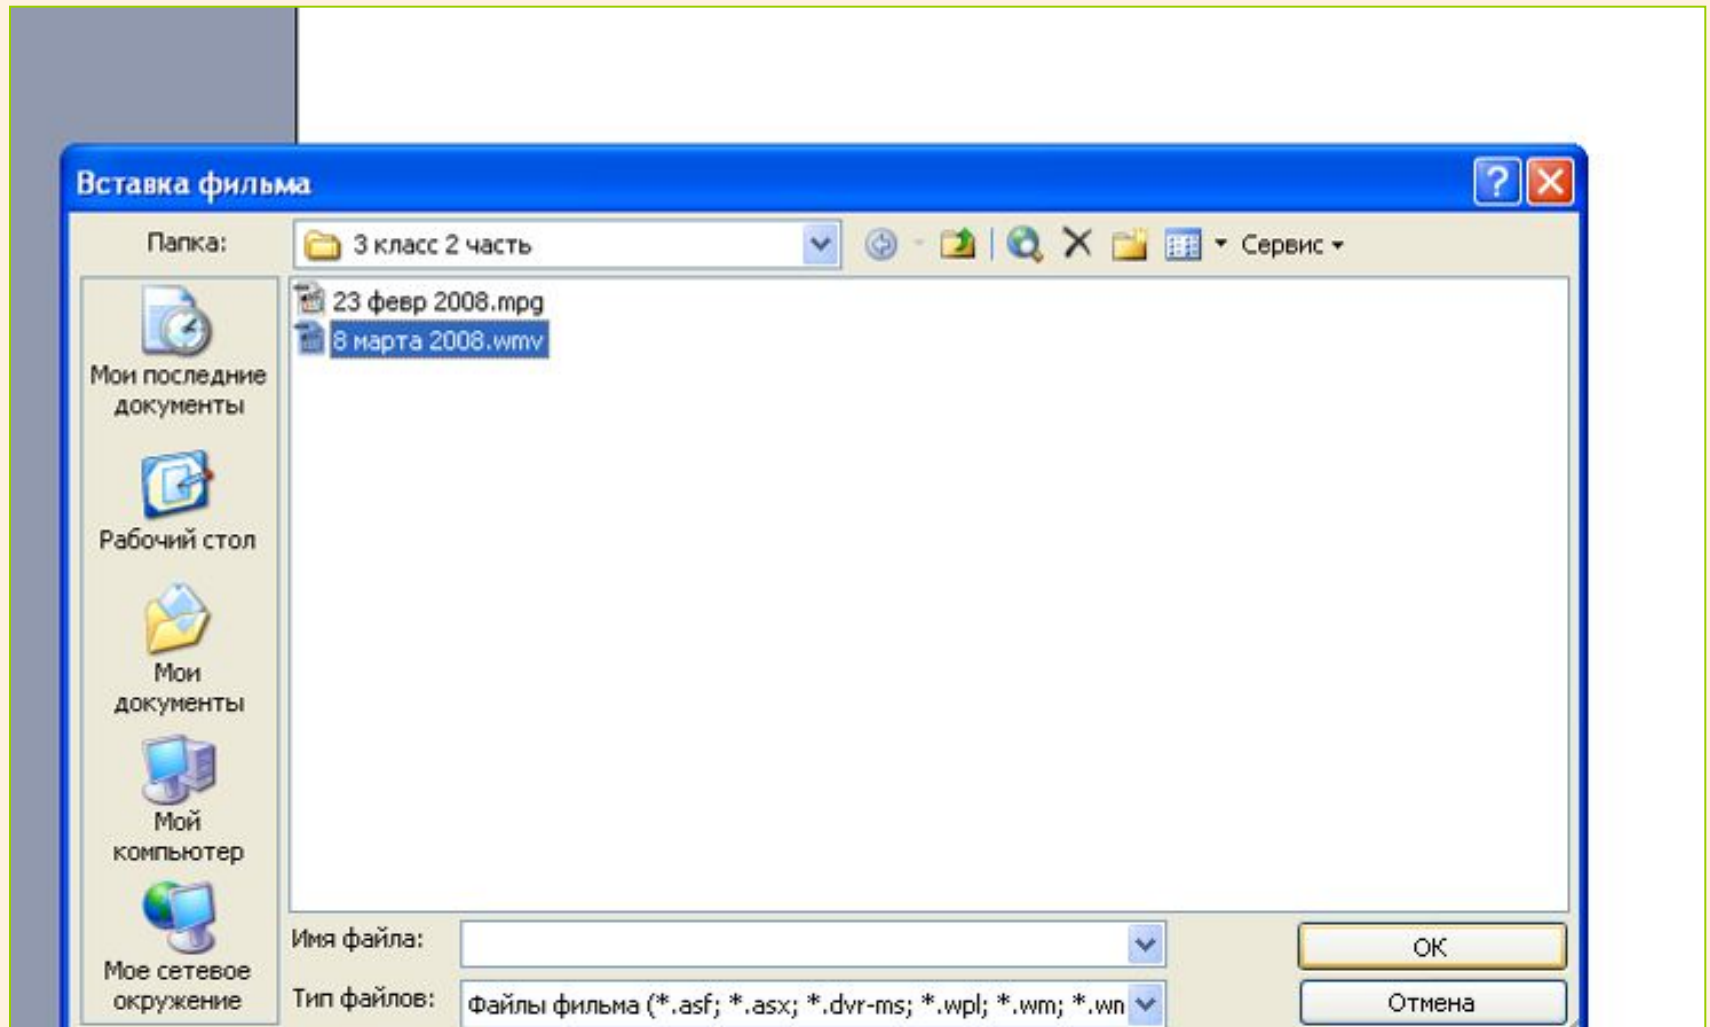 Вставка фильма
Папка:
3 класс 2 часть
Сервис
23 февр 2008.mpg
8 марта 2008.wmv
Мои последние
документы
Рабочий стол
Мои
документы
Мой
компьютер
Мое сетевое
окружение
Имя файла:
ОК
Тип файлов:
Файлы фильма (*.asf; *.asx; *.dvr-ms; *.wpl; *.wm; *.wm
Отмена